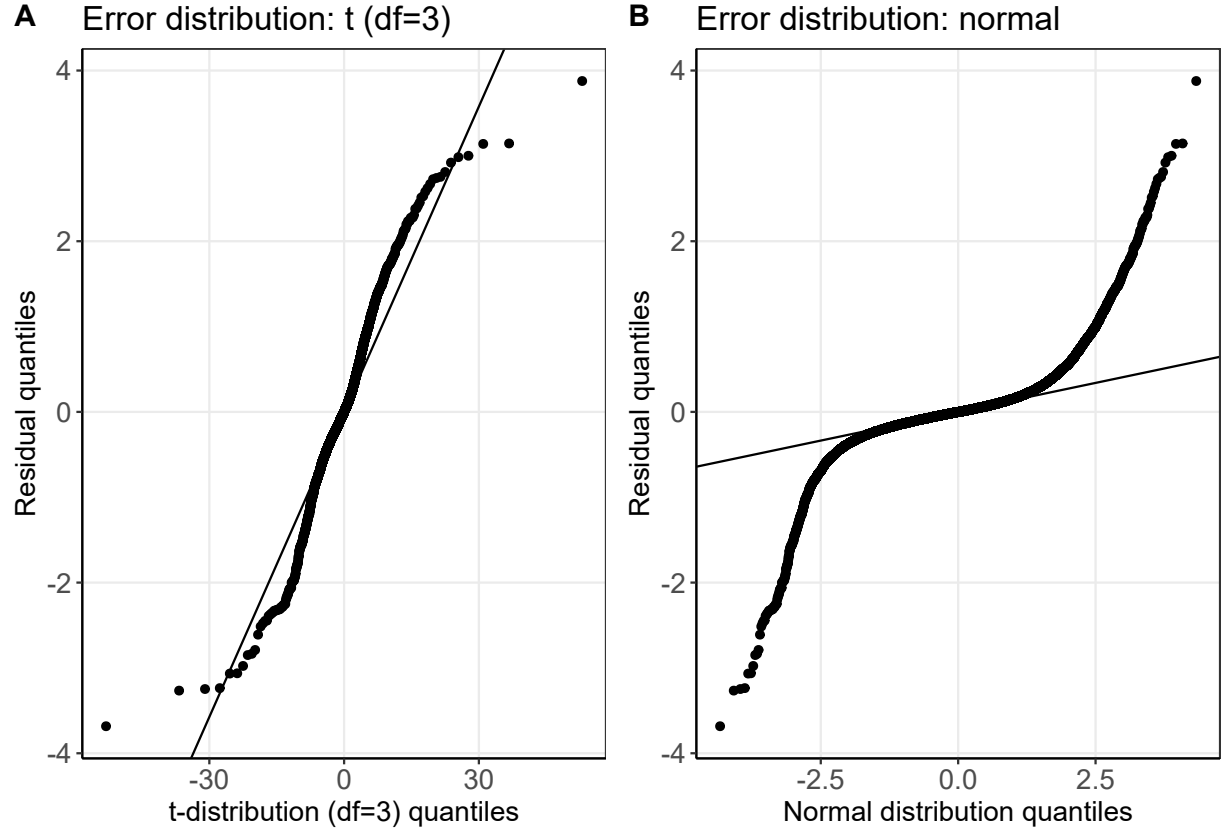 A Error distribution: t (df=3)
Residual quantiles
4
2
0
-2
-4
-30 0 30
t-distribution (df=3) quantiles
B Error distribution: normal
Residual quantiles
4
2
0
-2
-4
-2.5 0.0 2.5
Normal distribution quantiles